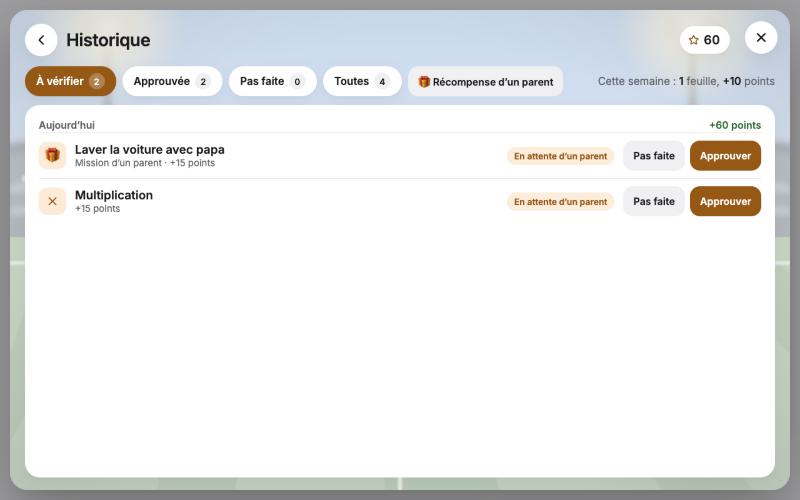 Historique
60
À vérifier 2
Approuvée 2
Pas faite 0
Toutes 4
Récompense d’un parent
Cette semaine : 1 feuille, +10 points
Aujourd’hui
+60 points
Laver la voiture avec papa
Mission d’un parent · +15 points
En attente d’un parent
Pas faite
Approuver
Multiplication
+15 points
En attente d’un parent
Pas faite
Approuver